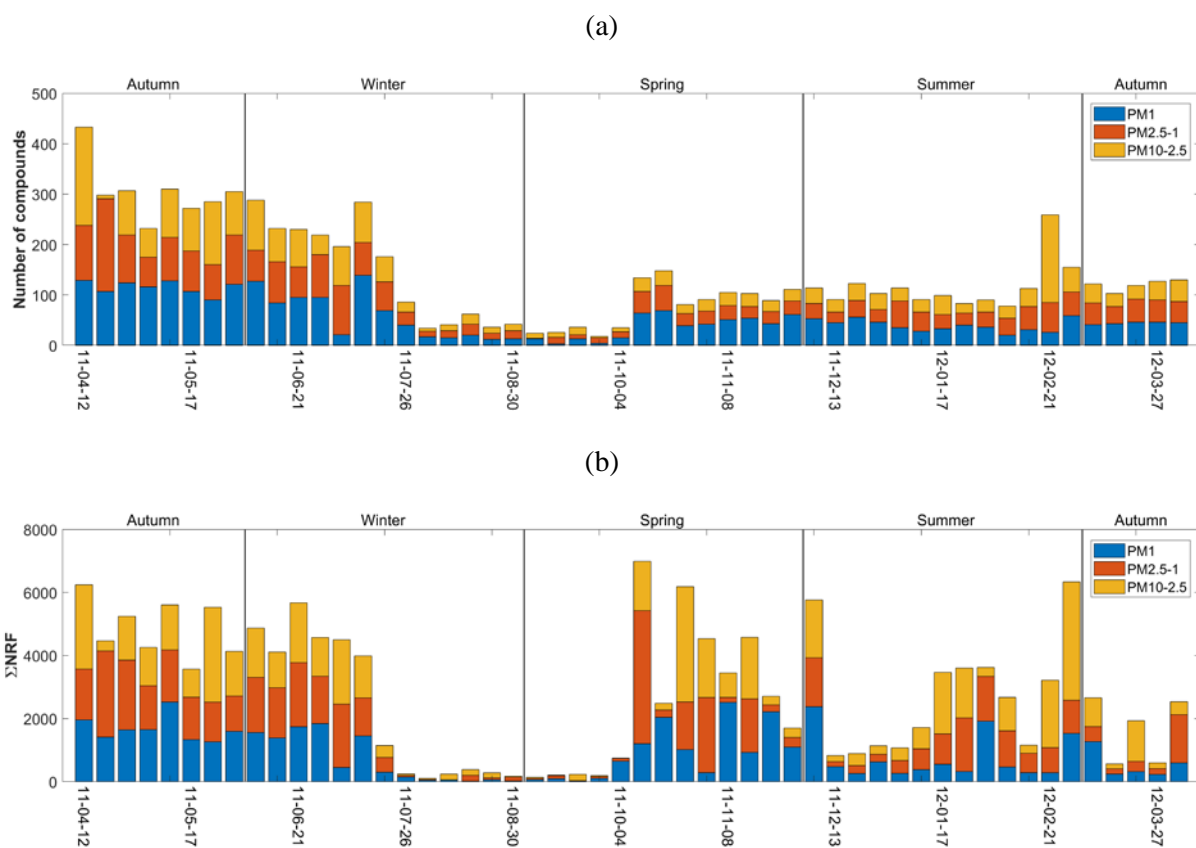 (a)
Autumn Winter Spring Summer Autumn
500
400
300
200
100
0
Number of compounds
PM1
PM2.5-1
PM10-2.5
11-04-12 11-05-17 11-06-21 11-07-26 11-08-30 11-10-04 11-11-08 11-12-13 12-01-17 12-02-21 12-03-27
(b)
Autumn Winter Spring Summer Autumn
8000
6000
4000
2000
0
ΣNRF
PM1
PM2.5-1
PM10-2.5
11-04-12 11-05-17 11-06-21 11-07-26 11-08-30 11-10-04 11-11-08 11-12-13 12-01-17 12-02-21 12-03-27